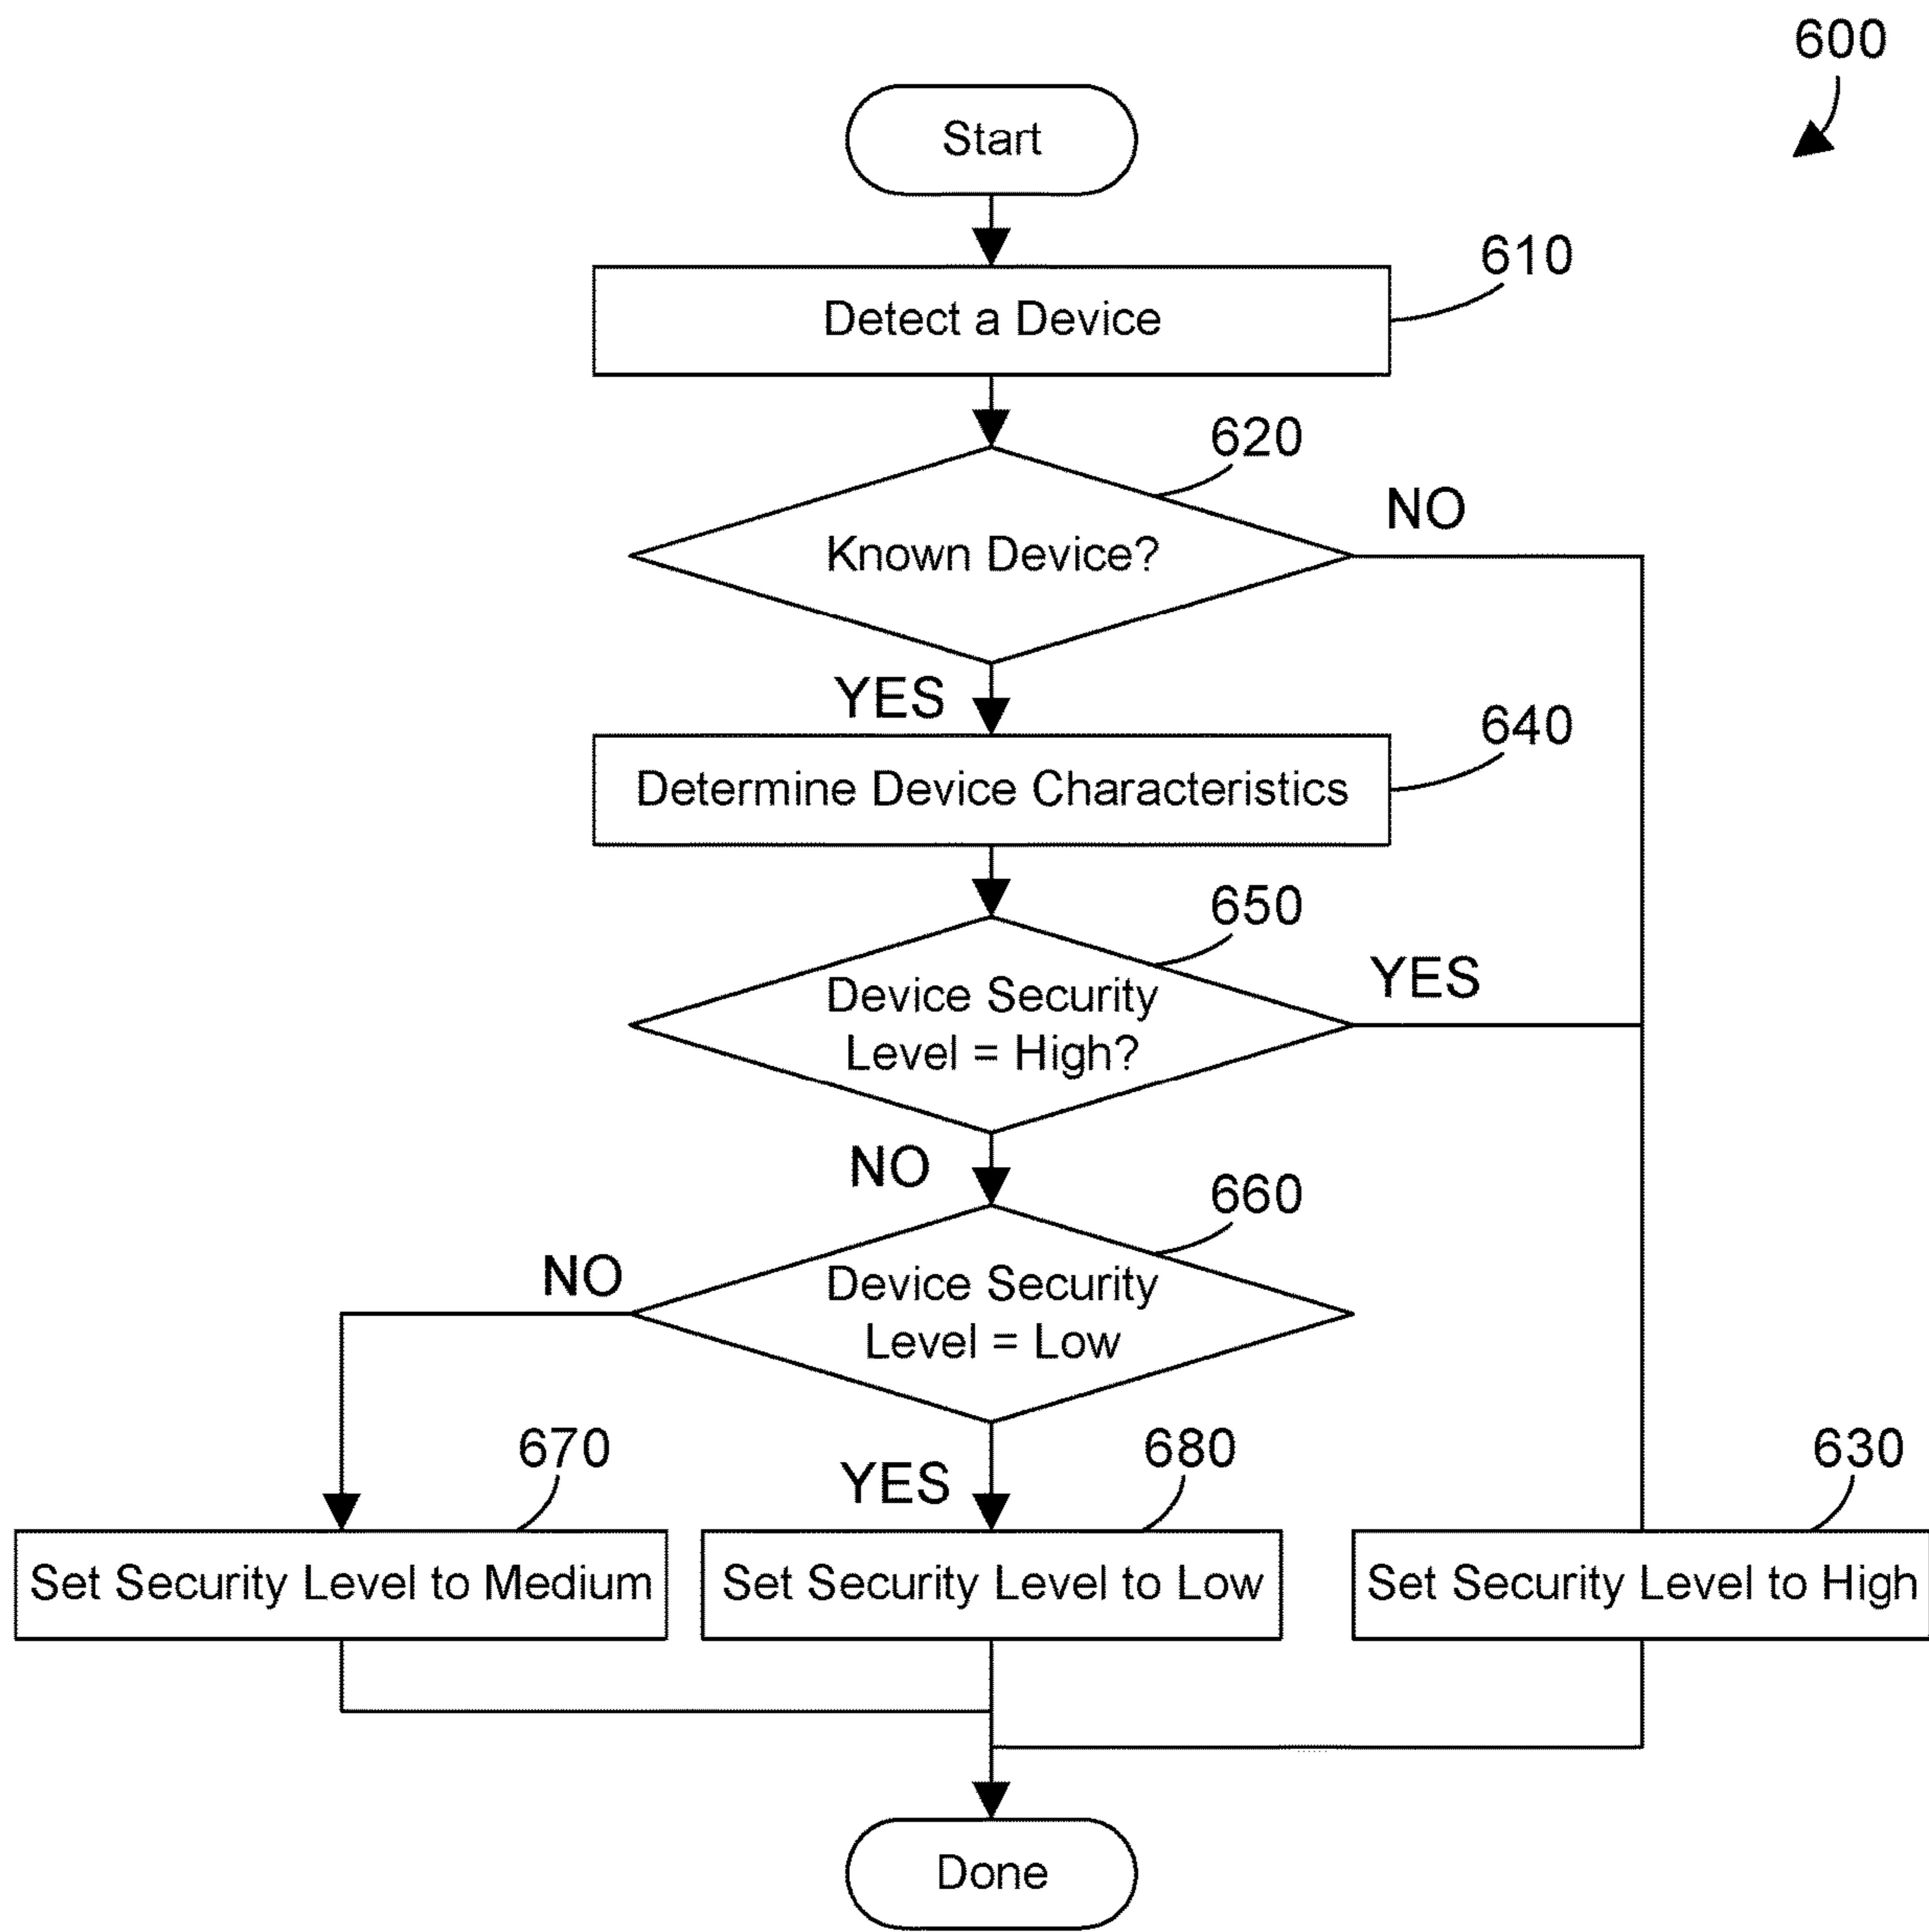 600
Start
610
Detect a Device
620
NO
Known Device?
YES
640
Determine Device Characteristics
650
YES
Device Security
Level = High?
NO
660
NO
Device Security
Level = Low
670
YES
680
630
Set Security Level to Medium
Set Security Level to Low
Set Security Level to High
Done